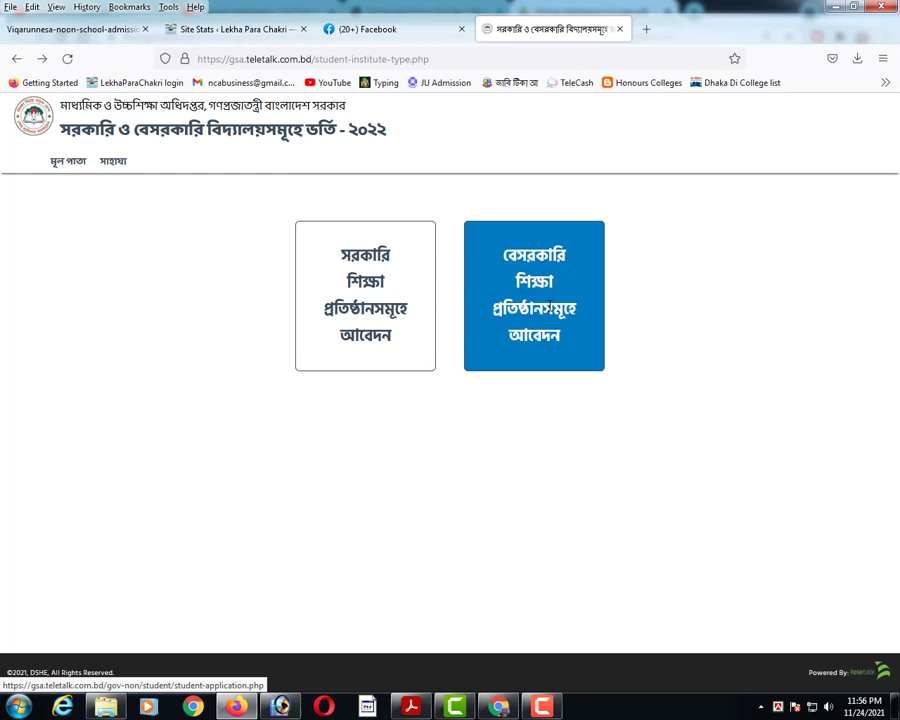 File Edit View History Bookmarks Tools Help
Viqarunnesa-noon-school-admissio Site Stats ‹ Lekha Para Chakri — (20+) Facebook সরকারি ও বেসরকারি বিদ্যালয়সমূহে
https://gsa.teletalk.com.bd/student-institute-type.php
Getting Started LekhaParaChakri login ncabusiness@gmail.c... YouTube Typing JU Admission ভাবি টিকা আ TeleCash Honours Colleges Dhaka Di College list
মাধ্যমিক ও উচ্চশিক্ষা অধিদপ্তর, গণপ্রজাতন্ত্রী বাংলাদেশ সরকার
সরকারি ও বেসরকারি বিদ্যালয়সমূহে ভর্তি - ২০২২
মূল পাতা সাহায্য
সরকারি
শিক্ষা
প্রতিষ্ঠানসমূহে
আবেদন
বেসরকারি
শিক্ষা
প্রতিষ্ঠানসমূহে
আবেদন
©2021, DSHE, All Rights Reserved. Powered By: teletalk
https://gsa.teletalk.com.bd/gov-non/student/student-application.php
11:56 PM
11/24/2021